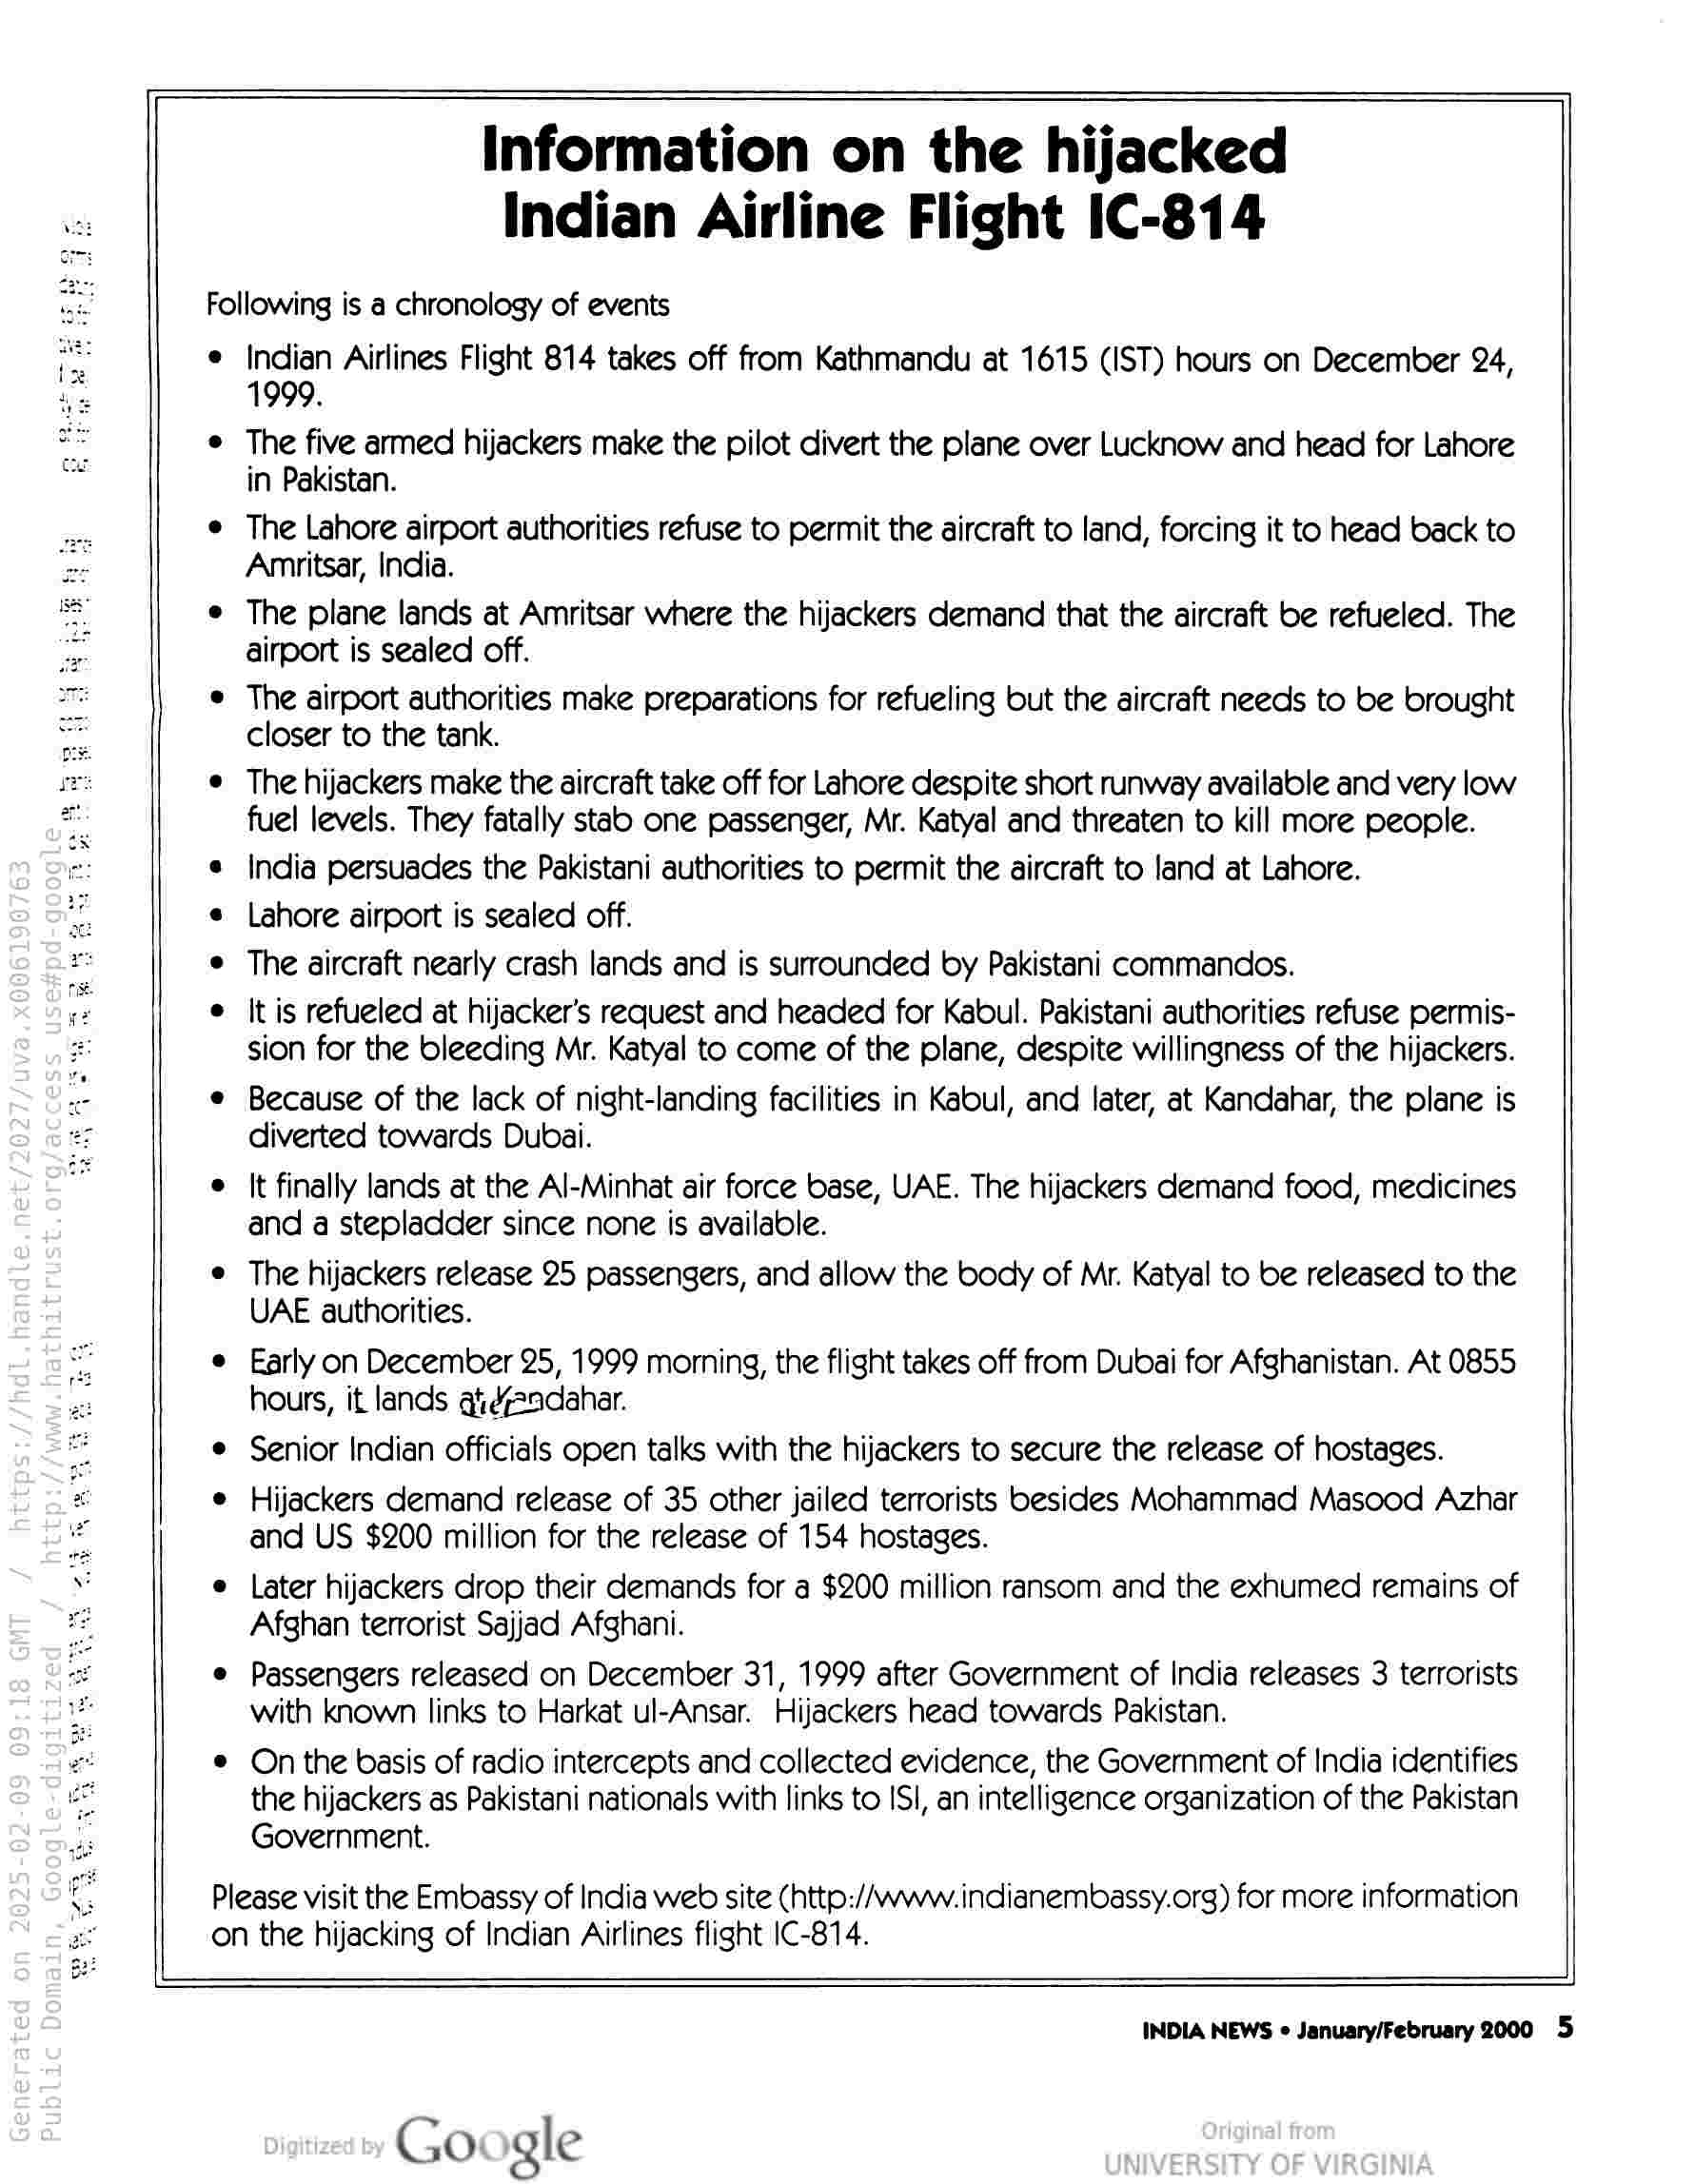 Information on the hijacked
Indian Airline Flight IC-814
Following is a chronology of events
• Indian Airlines Flight 814 takes off from Kathmandu at 1615 (IST) hours on December 24,
1999.
• The five armed hijackers make the pilot divert the plane over Lucknow and head for Lahore
in Pakistan.
• The Lahore airport authorities refuse to permit the aircraft to land, forcing it to head back to
Amritsar, India.
• The plane lands at Amritsar where the hijackers demand that the aircraft be refueled. The
airport is sealed off.
• The airport authorities make preparations for refueling but the aircraft needs to be brought
closer to the tank.
• The hijackers make the aircraft take off for Lahore despite short runway available and very low
fuel levels. They fatally stab one passenger, Mr. Katyal and threaten to kill more people.
• India persuades the Pakistani authorities to permit the aircraft to land at Lahore.
• Lahore airport is sealed off.
• The aircraft nearly crash lands and is surrounded by Pakistani commandos.
• It is refueled at hijacker's request and headed for Kabul. Pakistani authorities refuse permis-
sion for the bleeding Mr. Katyal to come of the plane, despite willingness of the hijackers.
• Because of the lack of night-landing facilities in Kabul, and later, at Kandahar, the plane is
diverted towards Dubai.
• It finally lands at the Al-Minhat air force base, UAE. The hijackers demand food, medicines
and a stepladder since none is available.
• The hijackers release 25 passengers, and allow the body of Mr. Katyal to be released to the
UAE authorities.
• Early on December 25, 1999 morning, the flight takes off from Dubai for Afghanistan. At 0855
hours, it lands at Kandahar.
• Senior Indian officials open talks with the hijackers to secure the release of hostages.
• Hijackers demand release of 35 other jailed terrorists besides Mohammad Masood Azhar
and US $200 million for the release of 154 hostages.
• Later hijackers drop their demands for a $200 million ransom and the exhumed remains of
Afghan terrorist Sajjad Afghani.
• Passengers released on December 31, 1999 after Government of India releases 3 terrorists
with known links to Harkat ul-Ansar. Hijackers head towards Pakistan.
• On the basis of radio intercepts and collected evidence, the Government of India identifies
the hijackers as Pakistani nationals with links to ISI, an intelligence organization of the Pakistan
Government.
Please visit the Embassy of India web site (http://www.indianembassy.org) for more information
on the hijacking of Indian Airlines flight IC-814.
INDIA NEWS • January/February 2000 5
Generated on 2025-02-09 09:18 GMT / https://hdl.handle.net/2027/uva.x006190763
Public Domain, Google-digitized / http://www.hathitrust.org/access_use#pd-google
Digitized by Google
Original from
UNIVERSITY OF VIRGINIA